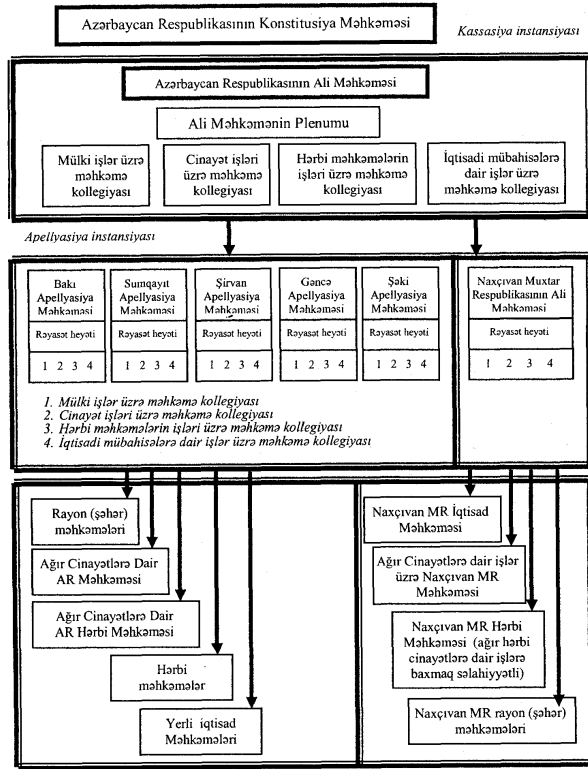 Azərbaycan Respublikasının Konstitusiya Məhkəməsi
Kassasiya instansiyası
Azərbaycan Respublikasının Ali Məhkəməsi
Ali Məhkəmənin Plenumu
Mülki işlər üzrə
məhkəmə
kollegiyası
Cinayət işləri
üzrə məhkəmə
kollegiyası
Hərbi məhkəmələrin
işləri üzrə məhkəmə
kollegiyası
İqtisadi mübahisələrə
dair işlər üzrə
məhkəmə kollegiyası
Apellyasiya instansiyası
Bakı
Apellyasiya
Məhkəməsi
Rəyasət heyəti
1 2 3 4
Sumqayıt
Apellyasiya
Məhkəməsi
Rəyasət heyəti
1 2 3 4
Şirvan
Apellyasiya
Məhkəməsi
Rəyasət heyəti
1 2 3 4
Gəncə
Apellyasiya
Məhkəməsi
Rəyasət heyəti
1 2 3 4
Şəki
Apellyasiya
Məhkəməsi
Rəyasət heyəti
1 2 3 4
Naxçıvan Muxtar
Respublikasının Ali
Məhkəməsi
Rəyasət heyəti
1 2 3 4
1. Mülki işlər üzrə məhkəmə kollegiyası
2. Cinayət işləri üzrə məhkəmə kollegiyası
3. Hərbi məhkəmələrin işləri üzrə məhkəmə kollegiyası
4. İqtisadi mübahisələrə dair işlər üzrə məhkəmə kollegiyası
Rayon (şəhər)
məhkəmələri
Ağır Cinayətlərə Dair
AR Məhkəməsi
Ağır Cinayətlərə Dair
AR Hərbi Məhkəməsi
Hərbi
məhkəmələr
Yerli iqtisad
Məhkəmələri
Naxçıvan MR İqtisad
Məhkəməsi
Ağır Cinayətlərə dair işlər
üzrə Naxçıvan MR
Məhkəməsi
Naxçıvan MR Hərbi
Məhkəməsi (ağır hərbi
cinayətlərə dair işlərə
baxmaq səlahiyyətli)
Naxçıvan MR rayon (şəhər)
məhkəmələri